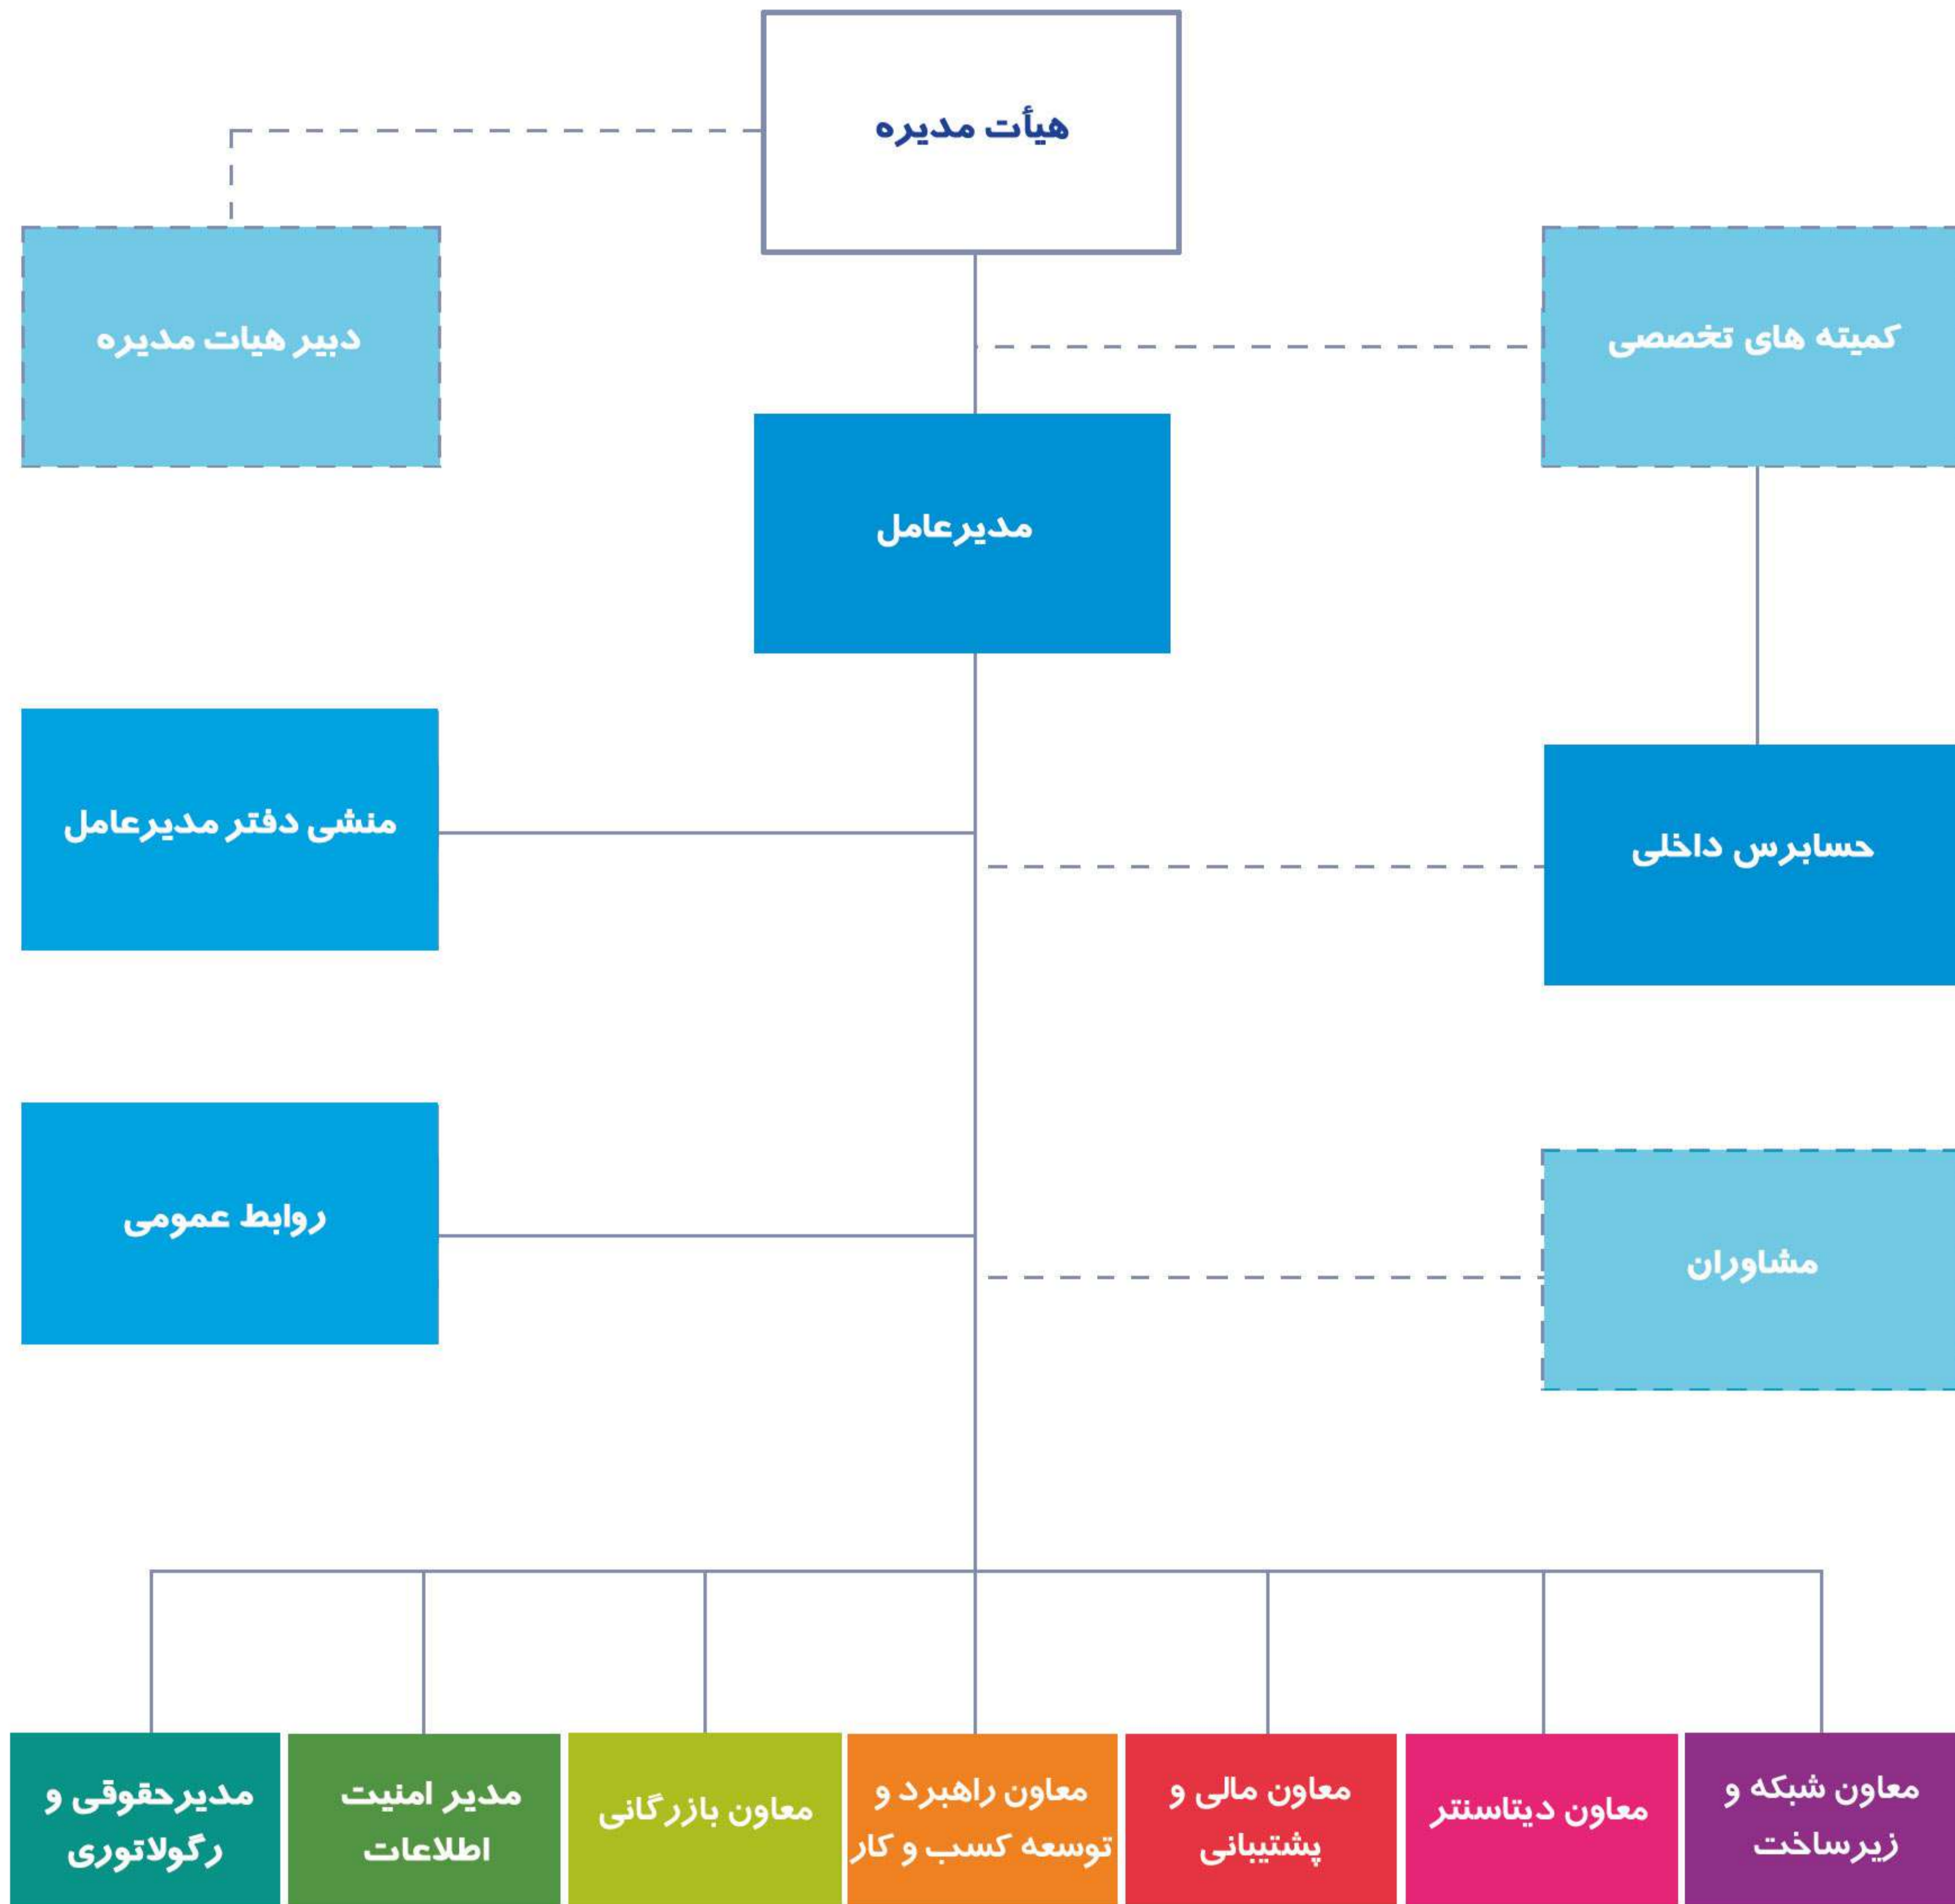 هیأت مدیره
کمیته های تخصصی
دبیر هیات مدیره
مدیرعامل
حسابرس داخلی
منشی دفتر مدیرعامل
مشاوران
روابط عمومی
معاون شبکه و
زیرساخت
معاون دیتاسنتر
معاون مالی و
پشتیبانی
معاون راهبرد و
توسعه کسب و کار
معاون بازرگانی
مدیر امنیت
اطلاعات
مدیرحقوقی و
رگولاتوری